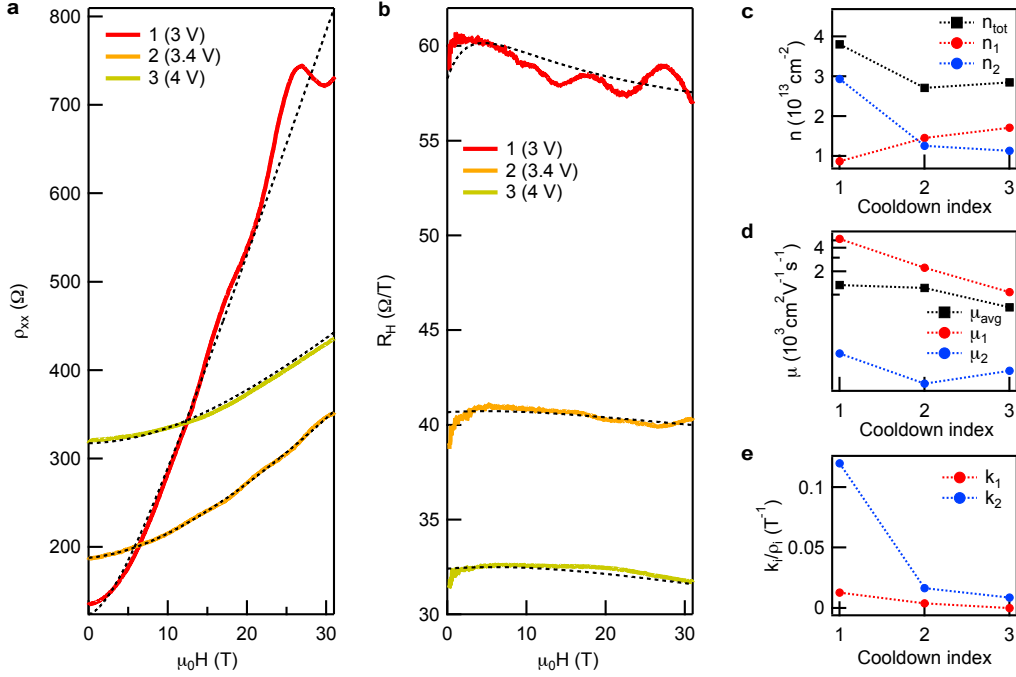 a
900
800
700
600
500
400
300
200
ρxx (Ω)
1 (3 V)
2 (3.4 V)
3 (4 V)
0
10
20
30
μ0H (T)
b
60
55
50
45
40
35
30
RH (Ω/T)
1 (3 V)
2 (3.4 V)
3 (4 V)
0
10
20
30
μ0H (T)
c
4
3
2
1
n (10^13 cm^-2)
ntot
n1
n2
1
2
3
Cooldown index
d
4
2
μ (10^3 cm^2V^-1s^-1)
μavg
μ1
μ2
1
2
3
Cooldown index
e
0.1
0.05
0
ki/ρi (T^-1)
k1
k2
1
2
3
Cooldown index